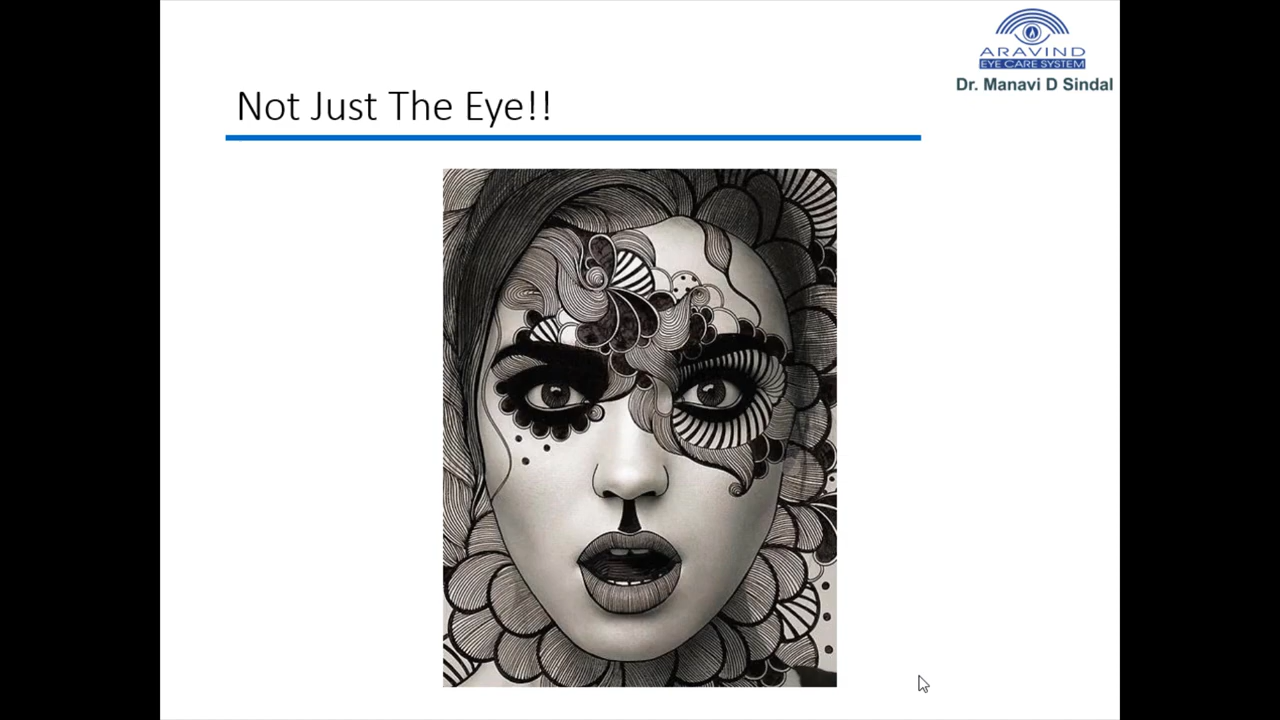 ARAVIND
EYE CARE SYSTEM
Dr. Manavi D Sindal
Not Just The Eye!!